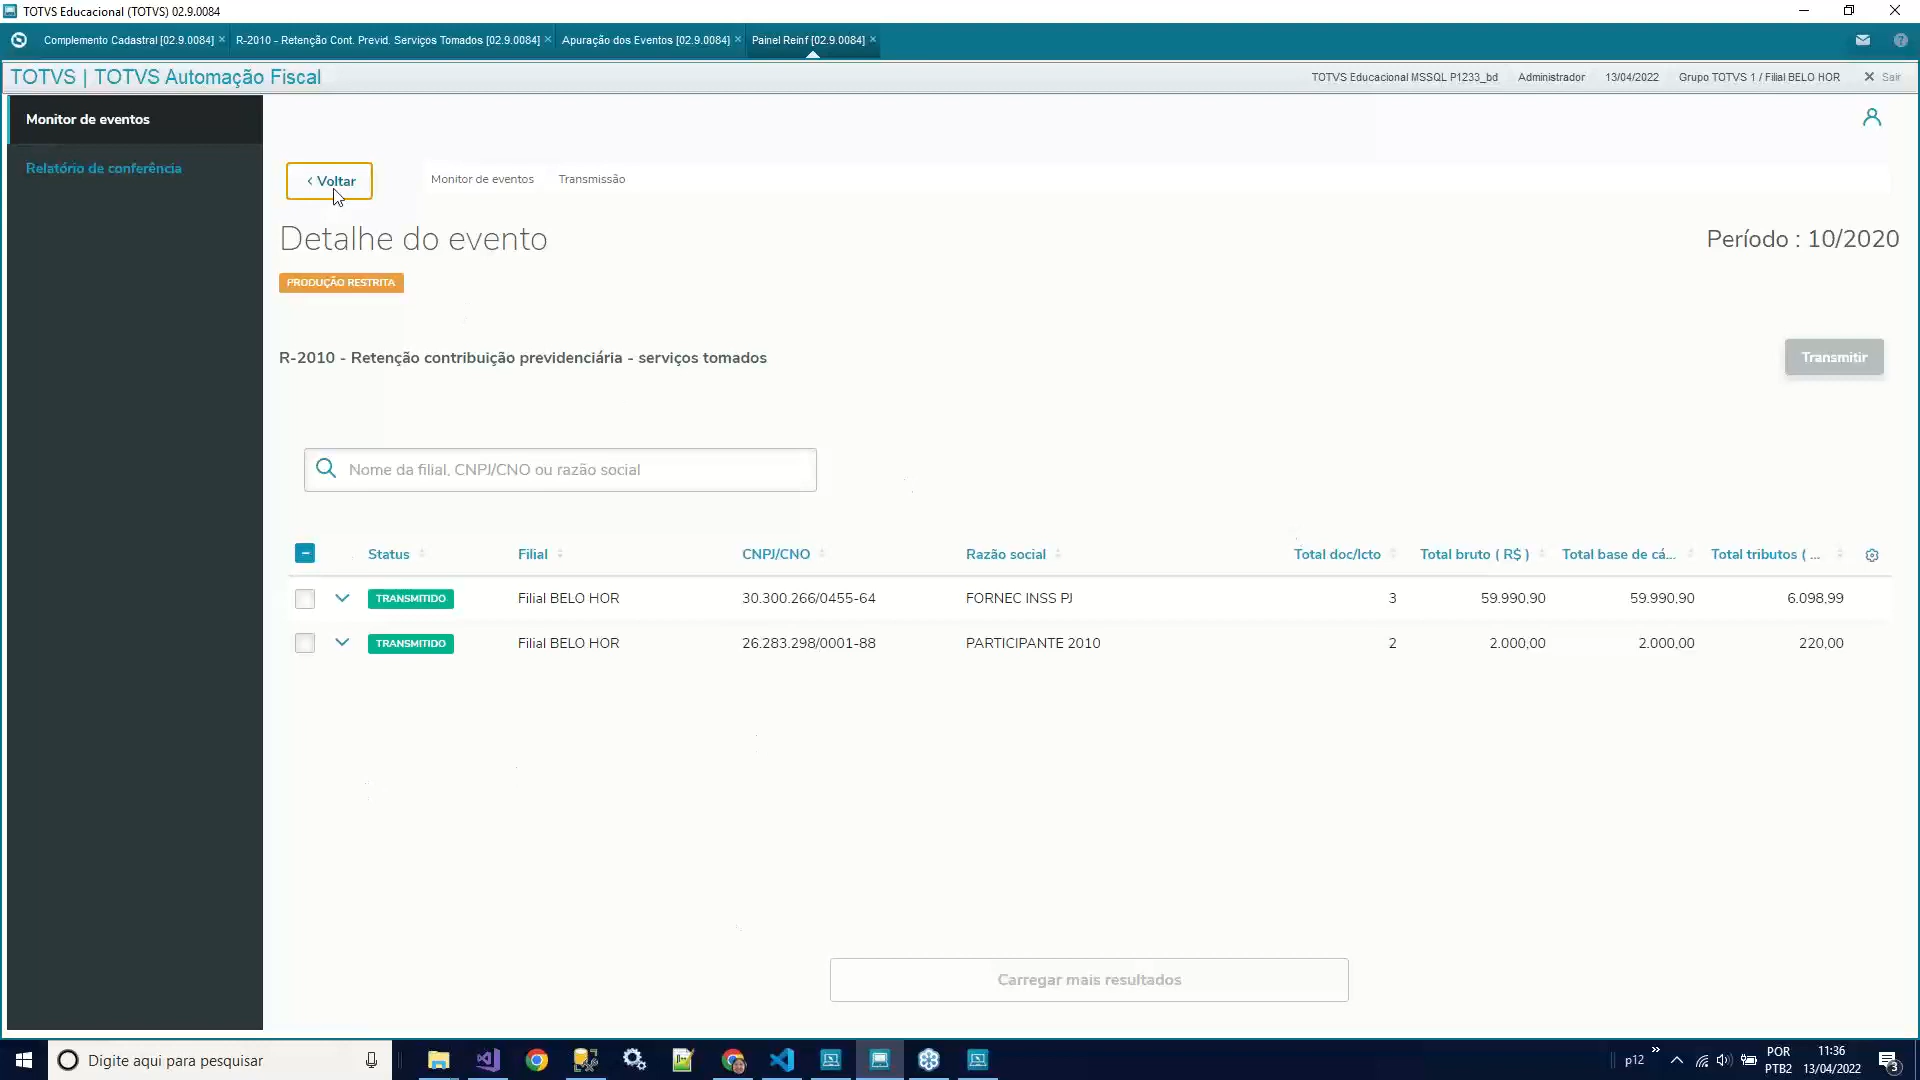 TOTVS Educacional (TOTVS) 02.9.0084
Complemento Cadastral [02.9.0084] × R-2010 - Retenção Cont. Previd. Serviços Tomados [02.9.0084] × Apuração dos Eventos [02.9.0084] × Painel Reinf [02.9.0084] ×
TOTVS | TOTVS Automação Fiscal
TOTVS Educacional MSSQL P1233_bd Administrador 13/04/2022 Grupo TOTVS 1 / Filial BELO HOR Sair
Monitor de eventos
Relatório de conferência
Voltar
Monitor de eventos Transmissão
Detalhe do evento
Período : 10/2020
PRODUÇÃO RESTRITA
R-2010 - Retenção contribuição previdenciária - serviços tomados
Transmitir
Nome da filial, CNPJ/CNO ou razão social
Status Filial CNPJ/CNO Razão social Total doc/lcto Total bruto ( R$ ) Total base de cá... Total tributos ( ...
TRANSMITIDO Filial BELO HOR 30.300.266/0455-64 FORNEC INSS PJ 3 59.990,90 59.990,90 6.098,99
TRANSMITIDO Filial BELO HOR 26.283.298/0001-88 PARTICIPANTE 2010 2 2.000,00 2.000,00 220,00
Carregar mais resultados
Digite aqui para pesquisar
p12
POR
PTB2
11:36
13/04/2022
3